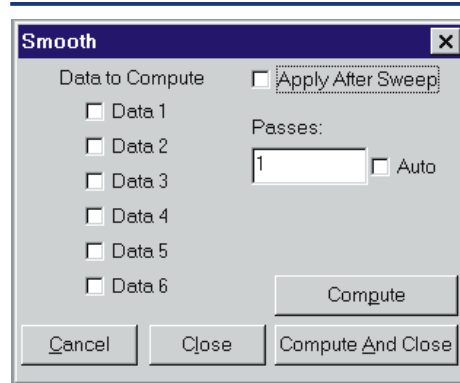 Smooth
Data to Compute
Data 1
Data 2
Data 3
Data 4
Data 5
Data 6
Apply After Sweep
Passes:
1
Auto
Compute
Cancel
Close
Compute And Close